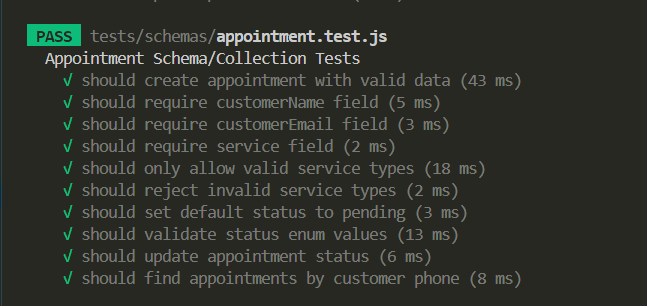 PASS tests/schemas/appointment.test.js
Appointment Schema/Collection Tests
√ should create appointment with valid data (43 ms)
√ should require customerName field (5 ms)
√ should require customerEmail field (3 ms)
√ should require service field (2 ms)
√ should only allow valid service types (18 ms)
√ should reject invalid service types (2 ms)
√ should set default status to pending (3 ms)
√ should validate status enum values (13 ms)
√ should update appointment status (6 ms)
√ should find appointments by customer phone (8 ms)